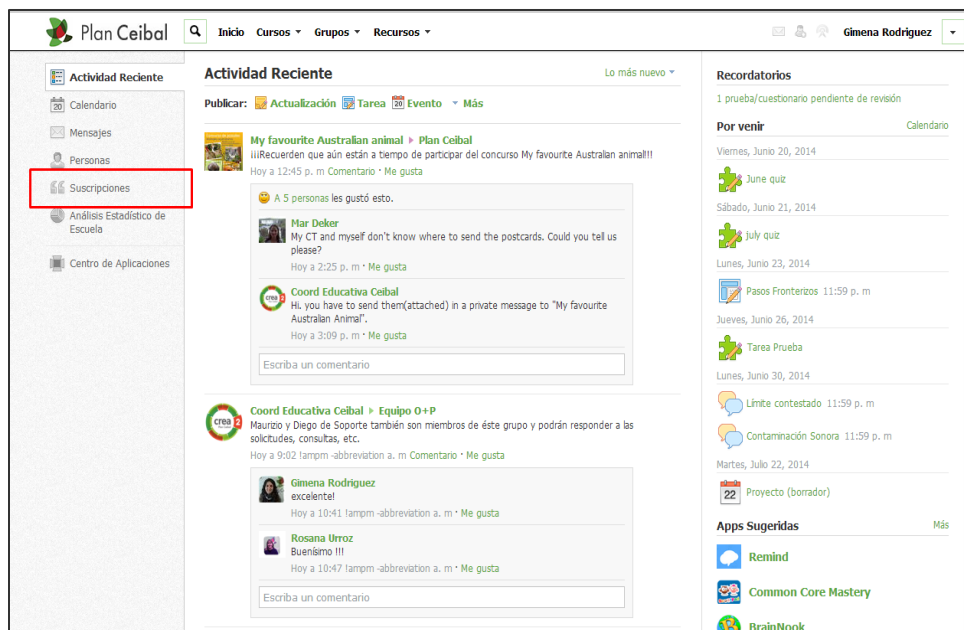 Plan Ceibal
Inicio Cursos Grupos Recursos
Gimena Rodriguez
Actividad Reciente
Calendario
Mensajes
Personas
Suscripciones
Análisis Estadístico de
Escuela
Centro de Aplicaciones
Actividad Reciente
Lo más nuevo
Publicar: Actualización Tarea 20 Evento Más
My favourite Australian animal Plan Ceibal
¡¡¡Recuerden que aún están a tiempo de participar del concurso My favourite Australian animal!!!
Hoy a 12:45 p. m Comentario · Me gusta
A 5 personas les gustó esto.
Mar Deker
My CT and myself don't know where to send the postcards. Could you tell us
please?
Hoy a 2:25 p. m · Me gusta
Coord Educativa Ceibal
Hi. you have to send them(attached) in a private message to "My favourite
Australian Animal".
Hoy a 3:09 p. m · Me gusta
Escriba un comentario
crea 2
Coord Educativa Ceibal Equipo O+P
Maurizio y Diego de Soporte también son miembros de éste grupo y podrán responder a las
solicitudes, consultas, etc.
Hoy a 9:02 !ampm -abbreviation a. m Comentario · Me gusta
Gimena Rodriguez
excelente!
Hoy a 10:41 !ampm -abbreviation a. m · Me gusta
Rosana Urroz
Buenísimo !!!
Hoy a 10:47 !ampm -abbreviation a. m · Me gusta
Escriba un comentario
Recordatorios
1 prueba/cuestionario pendiente de revisión
Por venir
Calendario
Viernes, Junio 20, 2014
June quiz
Sábado, Junio 21, 2014
july quiz
Lunes, Junio 23, 2014
Pasos Fronterizos 11:59 p. m
Jueves, Junio 26, 2014
Tarea Prueba
Lunes, Junio 30, 2014
Límite contestado 11:59 p. m
Contaminación Sonora 11:59 p. m
Martes, Julio 22, 2014
22 Proyecto (borrador)
Apps Sugeridas
Más
Remind
Common Core Mastery
BrainNook